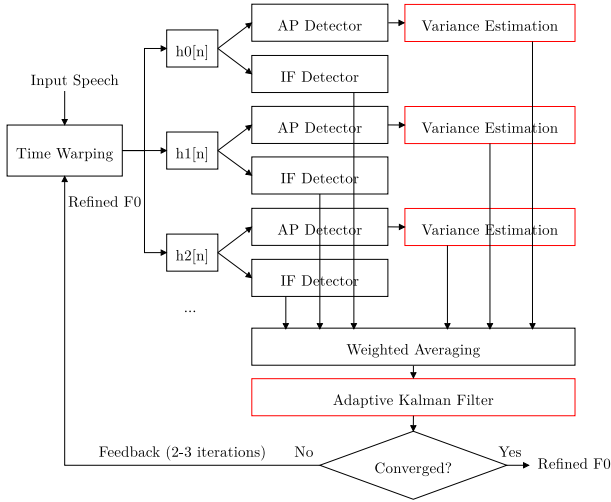 AP Detector
Variance Estimation
h0[n]
IF Detector
Input Speech
AP Detector
Variance Estimation
Time Warping
h1[n]
IF Detector
Refined F0
AP Detector
Variance Estimation
h2[n]
IF Detector
...
Weighted Averaging
Adaptive Kalman Filter
Feedback (2-3 iterations)
No
Converged?
Yes
Refined F0